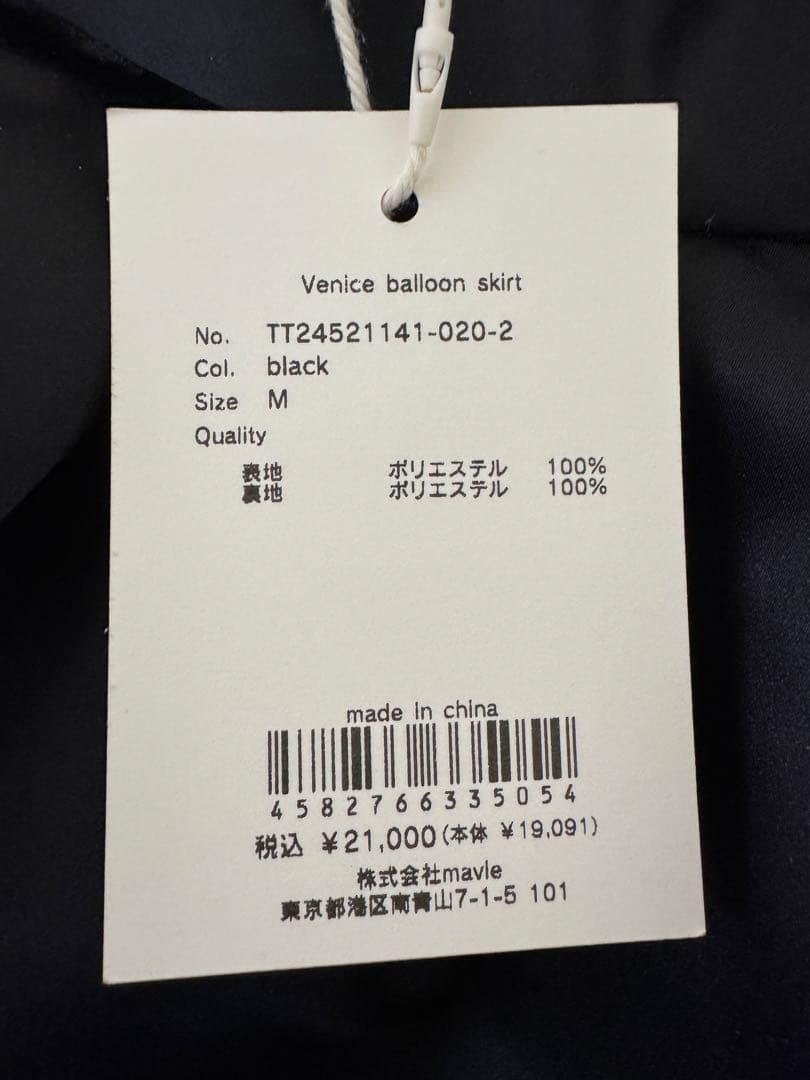 Venice balloon skirt
No. TT24521141-020-2
Col. black
Size M
Quality
表地 ポリエステル 100%
裏地 ポリエステル 100%
made in china
4582766335054
税込 ¥21,000(本体 ¥19,091)
株式会社mavle
東京都港区南青山7-1-5 101